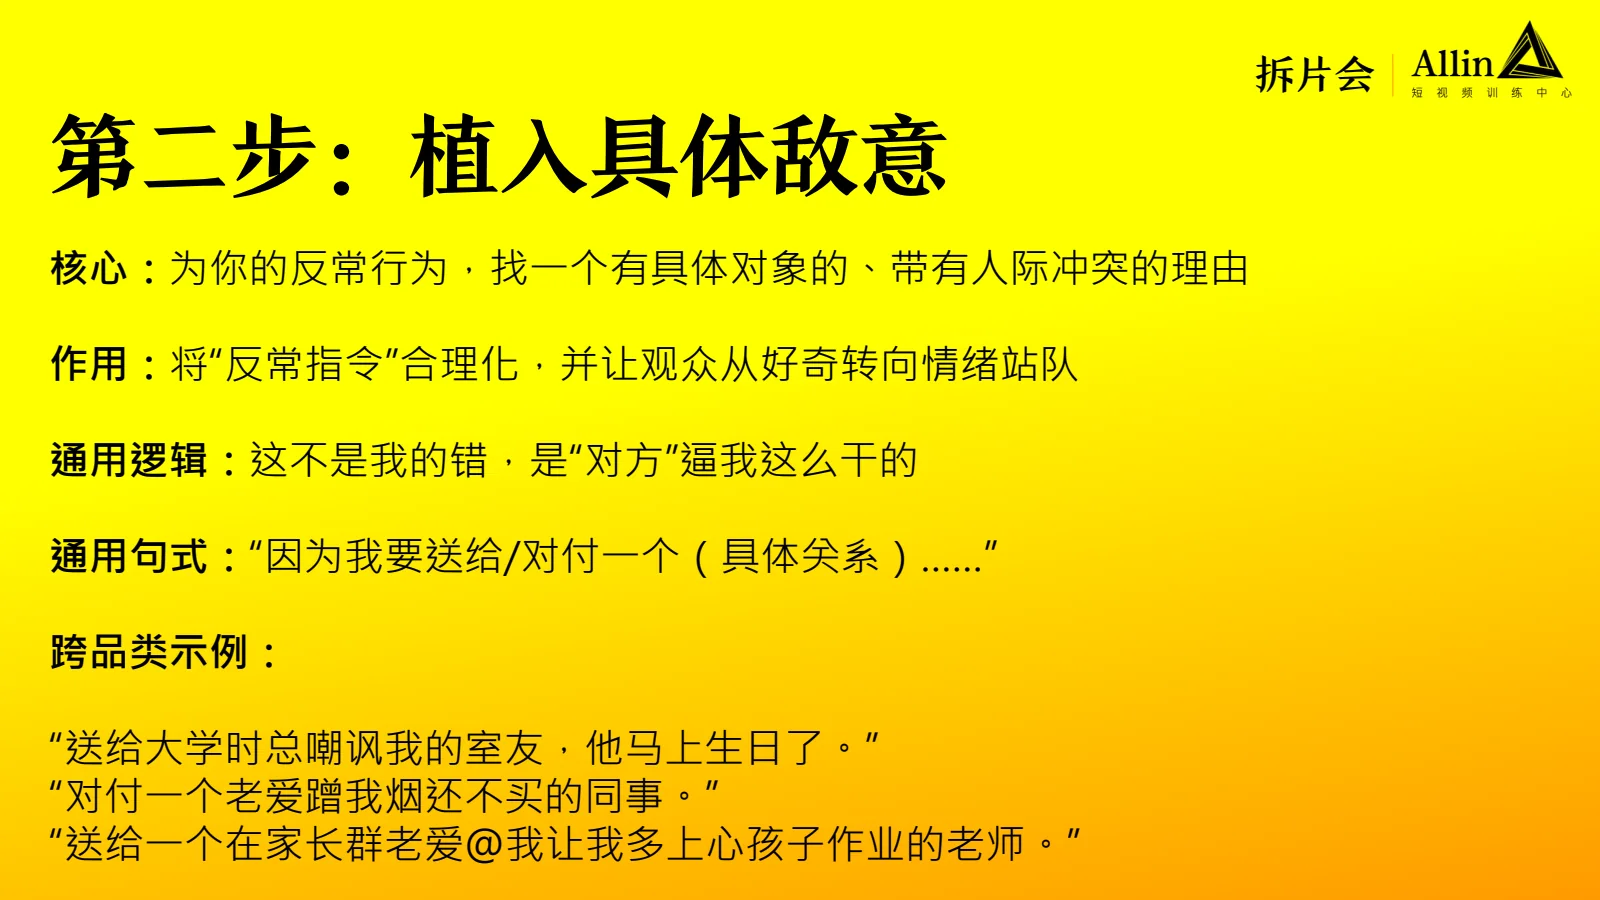 拆片会
Allin
短视频训练中心
第二步：植入具体敌意
核心：为你的反常行为，找一个有具体对象的、带有人际冲突的理由
作用：将“反常指令”合理化，并让观众从好奇转向情绪站队
通用逻辑：这不是我的错，是“对方”逼我这么干的
通用句式：“因为我要送给/对付一个（具体关系）……”
跨品类示例：
“送给大学时总嘲讽我的室友，他马上生日了。”
“对付一个老爱蹭我烟还不买的同事。”
“送给一个在家长群老爱@我让我多上心孩子作业的老师。”